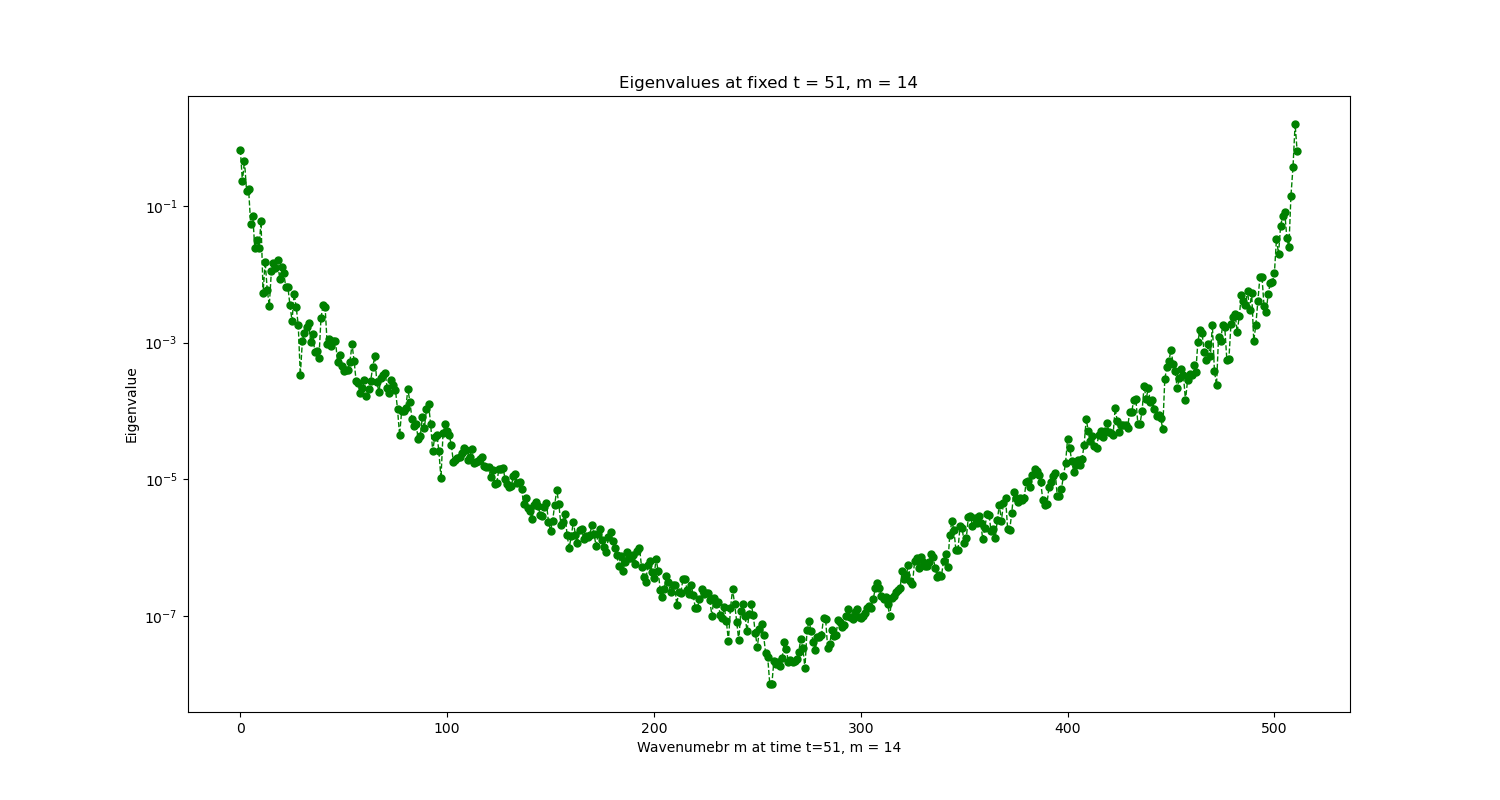 Eigenvalues at fixed t = 51, m = 14
Eigenvalue
10⁻¹
10⁻³
10⁻⁵
10⁻⁷
0 100 200 300 400 500
Wavenumebr m at time t=51, m = 14